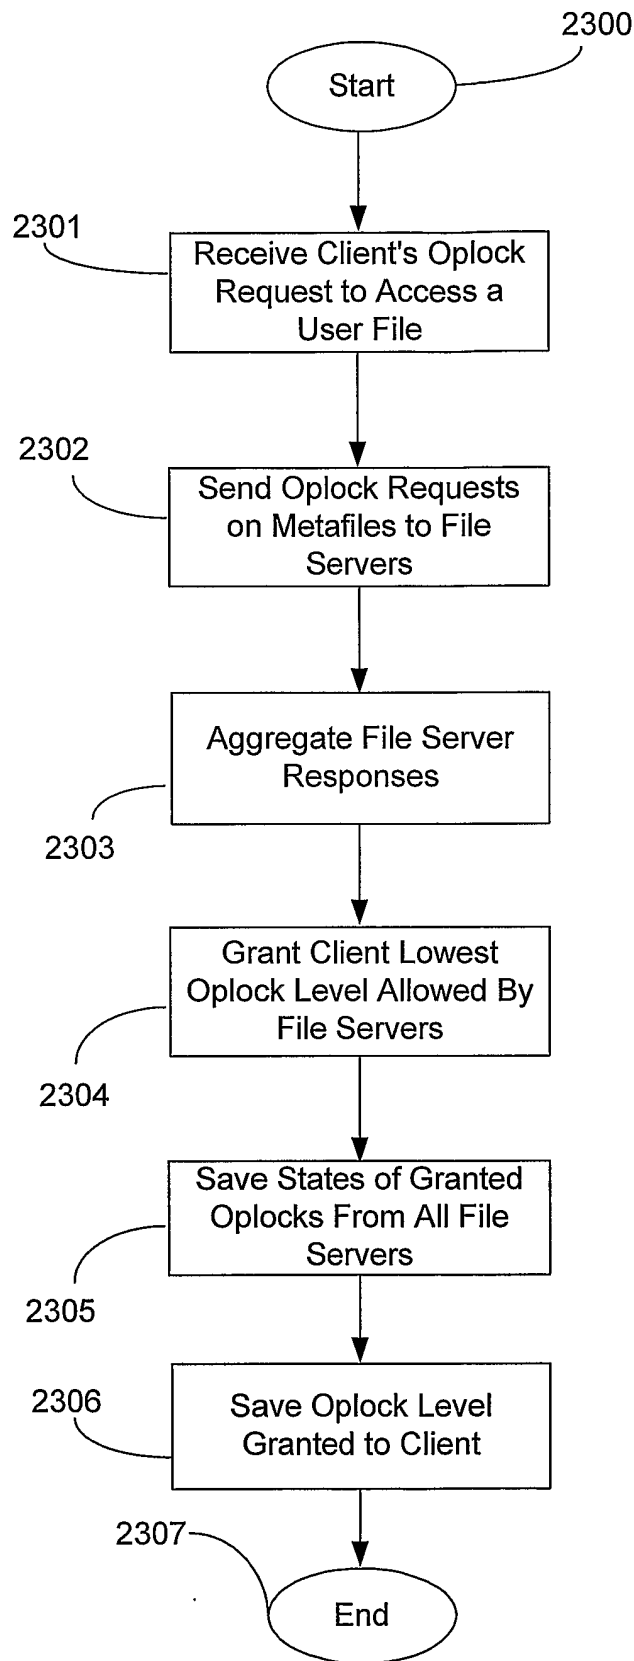 2300
Start
2301
Receive Client's Oplock
Request to Access a
User File
2302
Send Oplock Requests
on Metafiles to File
Servers
Aggregate File Server
Responses
2303
Grant Client Lowest
Oplock Level Allowed By
File Servers
2304
Save States of Granted
Oplocks From All File
Servers
2305
2306
Save Oplock Level
Granted to Client
2307
End